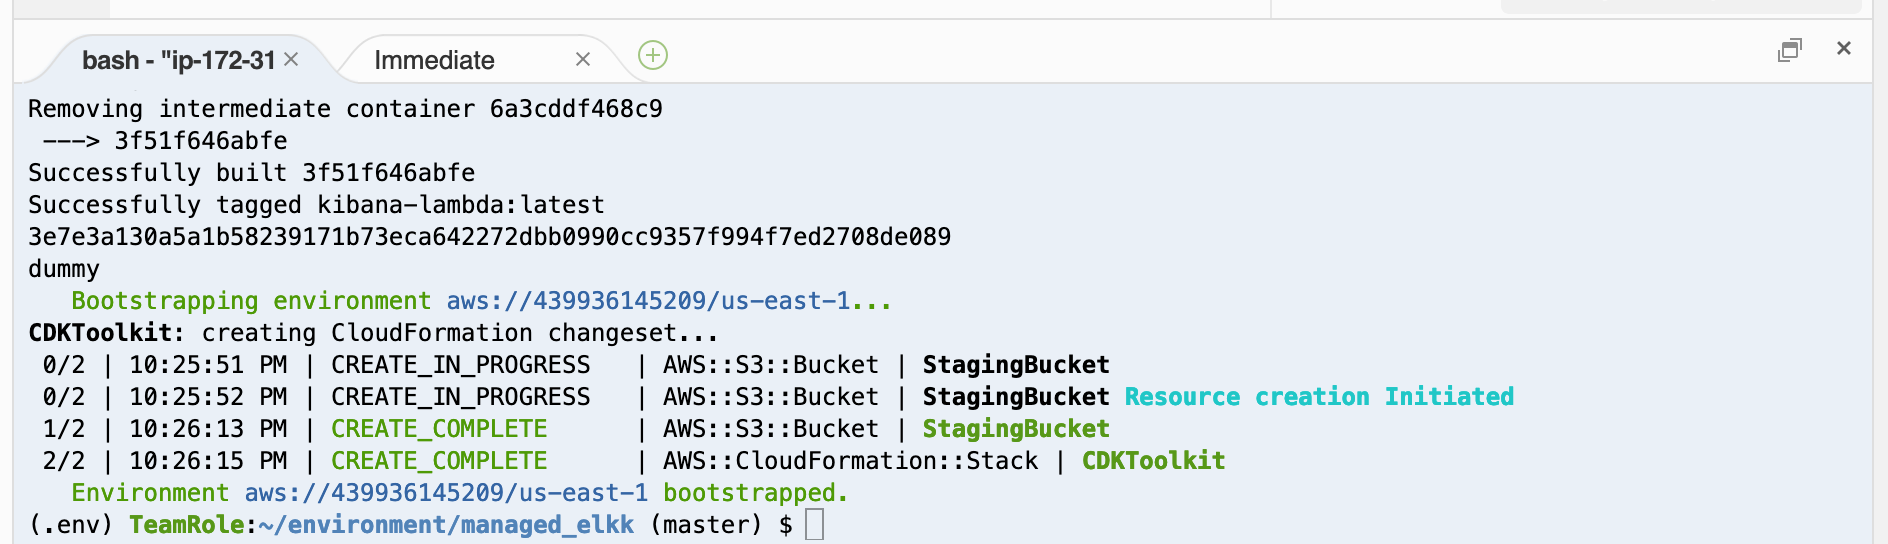 bash - "ip-172-31 × Immediate ×
Removing intermediate container 6a3cddf468c9
 ---> 3f51f646abfe
Successfully built 3f51f646abfe
Successfully tagged kibana-lambda:latest
3e7e3a130a5a1b58239171b73eca642272dbb0990cc9357f994f7ed2708de089
dummy
   Bootstrapping environment aws://439936145209/us-east-1...
CDKToolkit: creating CloudFormation changeset...
 0/2 | 10:25:51 PM | CREATE_IN_PROGRESS   | AWS::S3::Bucket | StagingBucket
 0/2 | 10:25:52 PM | CREATE_IN_PROGRESS   | AWS::S3::Bucket | StagingBucket Resource creation Initiated
 1/2 | 10:26:13 PM | CREATE_COMPLETE      | AWS::S3::Bucket | StagingBucket
 2/2 | 10:26:15 PM | CREATE_COMPLETE      | AWS::CloudFormation::Stack | CDKToolkit
   Environment aws://439936145209/us-east-1 bootstrapped.
(.env) TeamRole:~/environment/managed_elkk (master) $